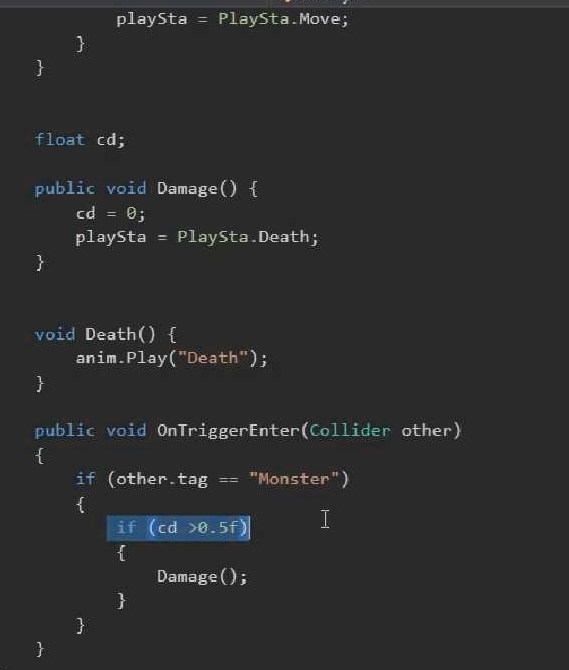 playSta = PlaySta.Move;
}
}
float cd;
public void Damage() {
cd = 0;
playSta = PlaySta.Death;
}
void Death() {
anim.Play("Death");
}
public void OnTriggerEnter(Collider other)
{
if (other.tag == "Monster")
{
if (cd >0.5f)
{
Damage();
}
}
}